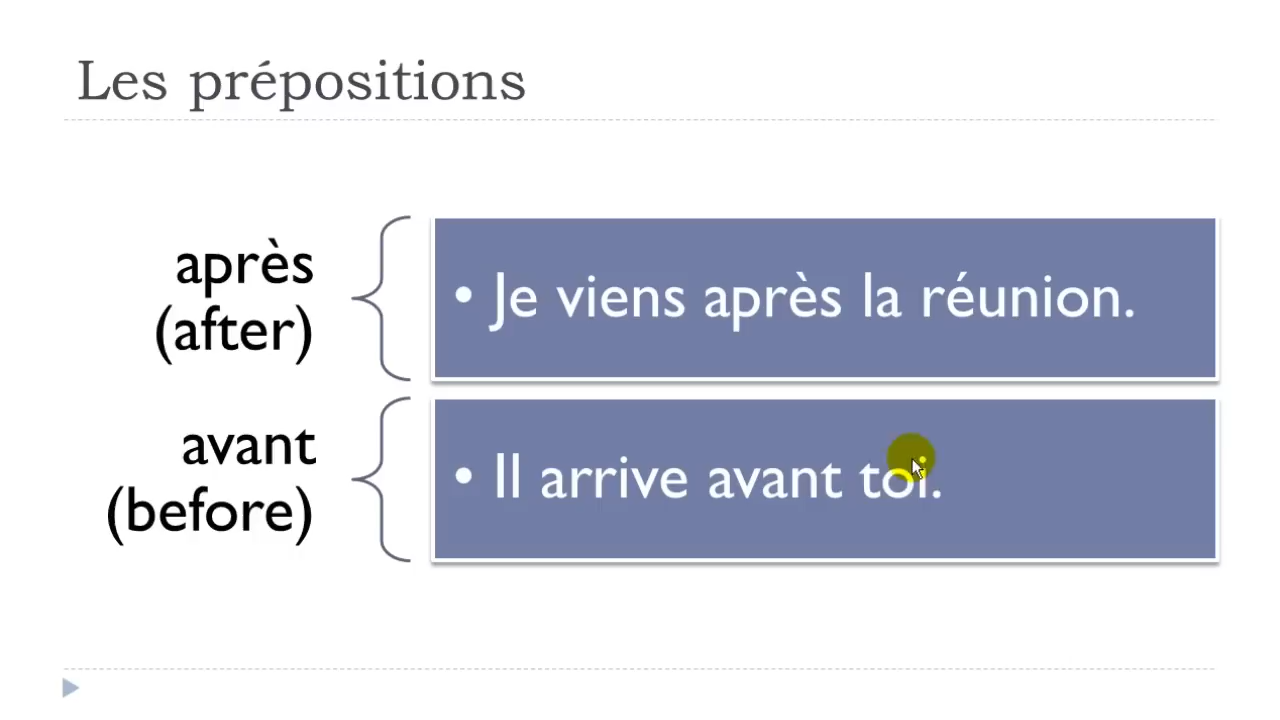 Les prépositions
après
(after)
• Je viens après la réunion.
avant
(before)
• Il arrive avant toi.